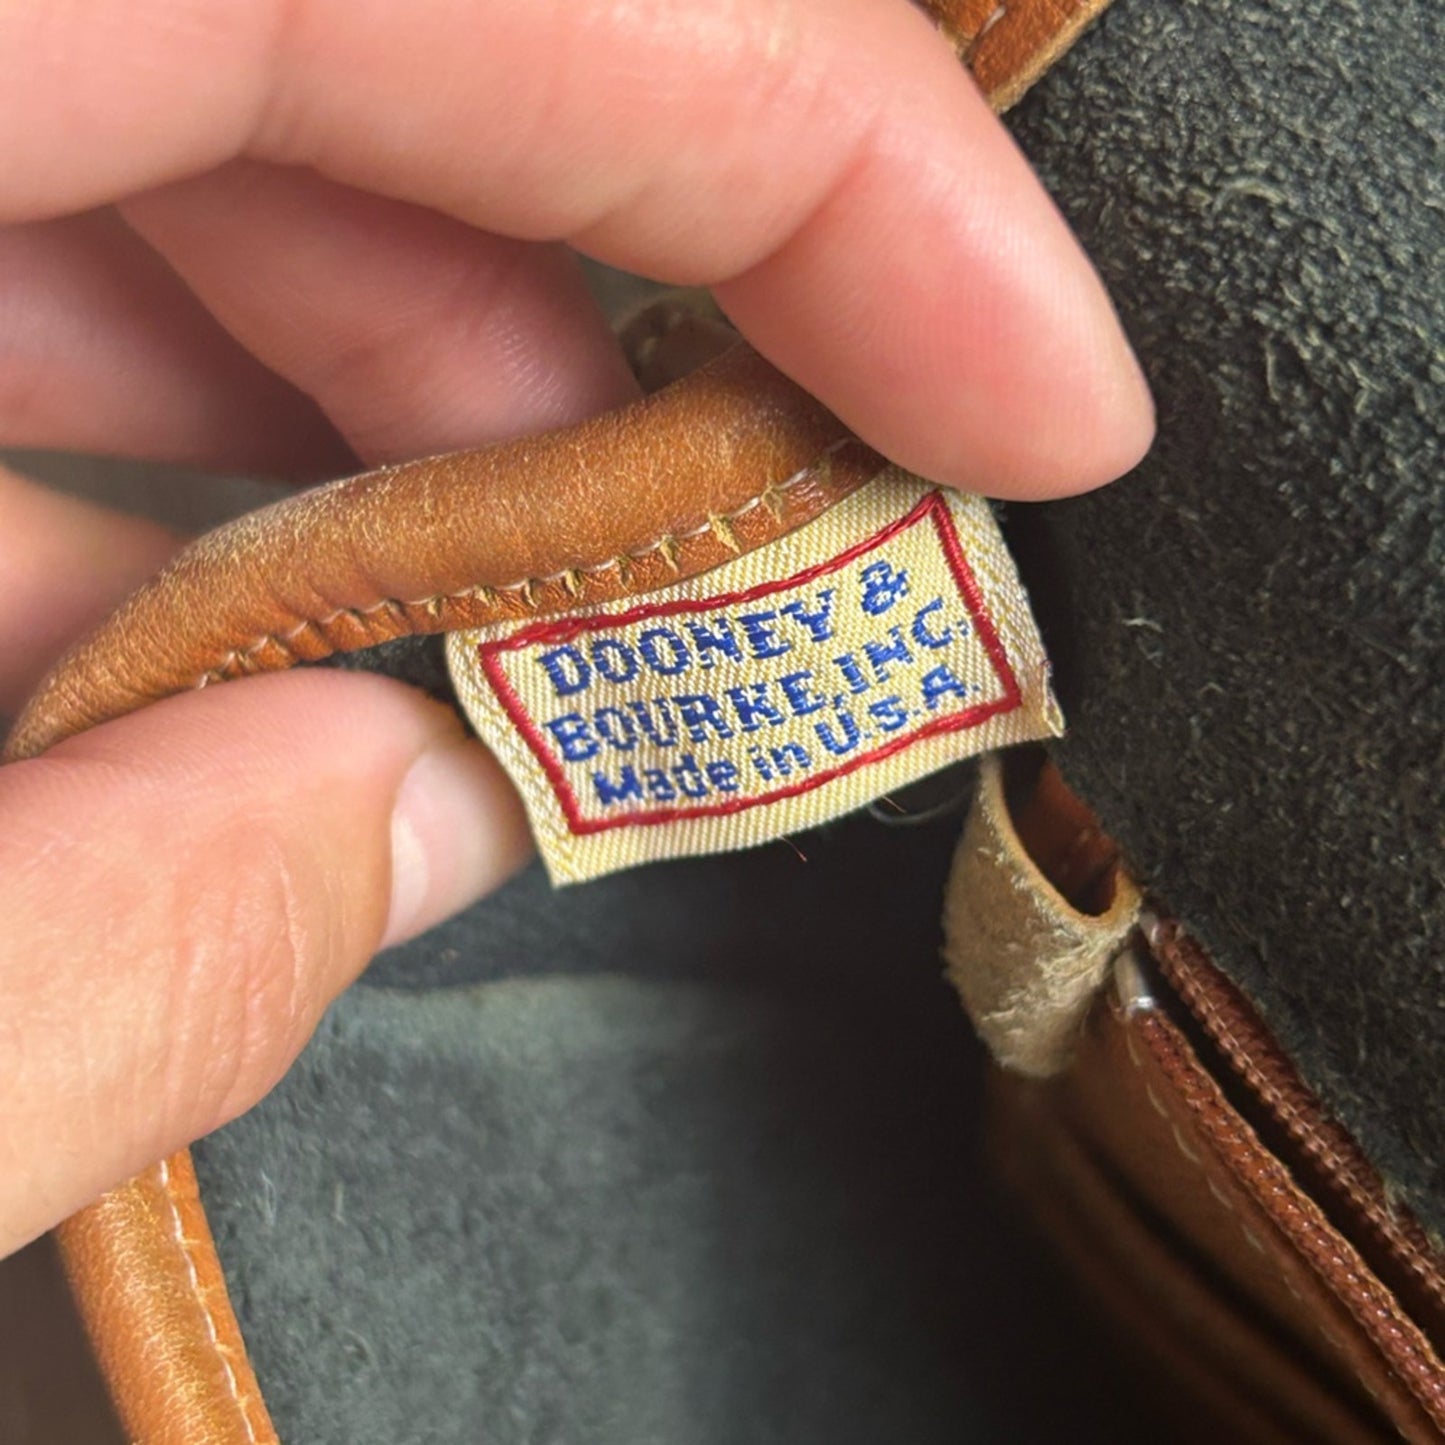 DOONEY &
BOURKE, INC.
Made in U.S.A.